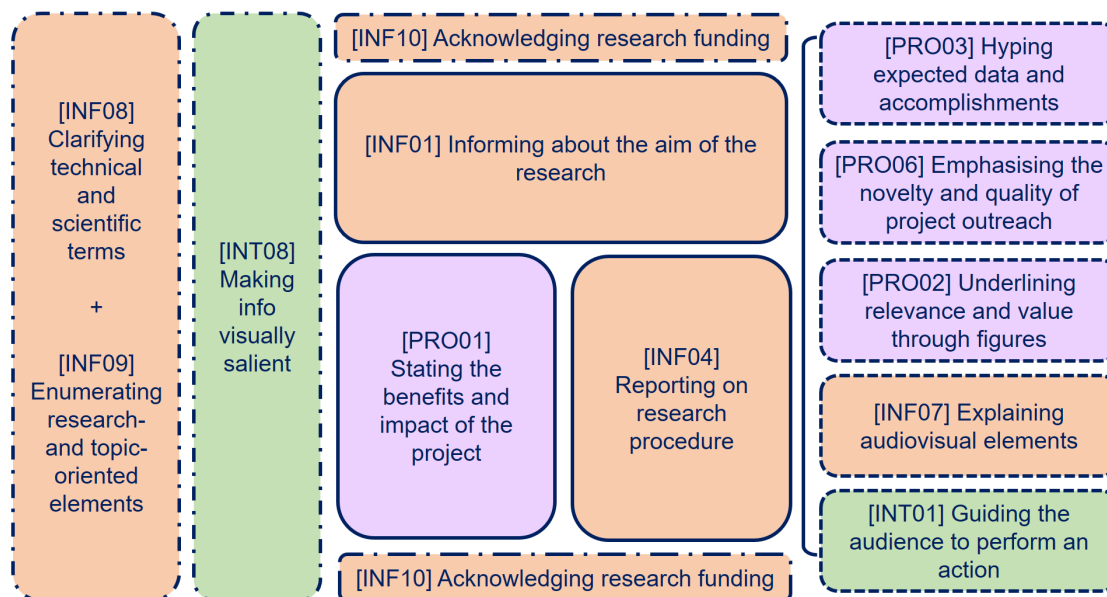 [INF08]
Clarifying
technical
and
scientific
terms
+
[INF09]
Enumerating
research-
and topic-
oriented
elements
[INT08]
Making
info
visually
salient
[INF10] Acknowledging research funding
[INF01] Informing about the aim of the
research
[PRO01]
Stating the
benefits and
impact of the
project
[INF04]
Reporting on
research
procedure
[INF10] Acknowledging research funding
[PRO03] Hyping
expected data and
accomplishments
[PRO06] Emphasising the
novelty and quality of
project outreach
[PRO02] Underlining
relevance and value
through figures
[INF07] Explaining
audiovisual elements
[INT01] Guiding the
audience to perform an
action